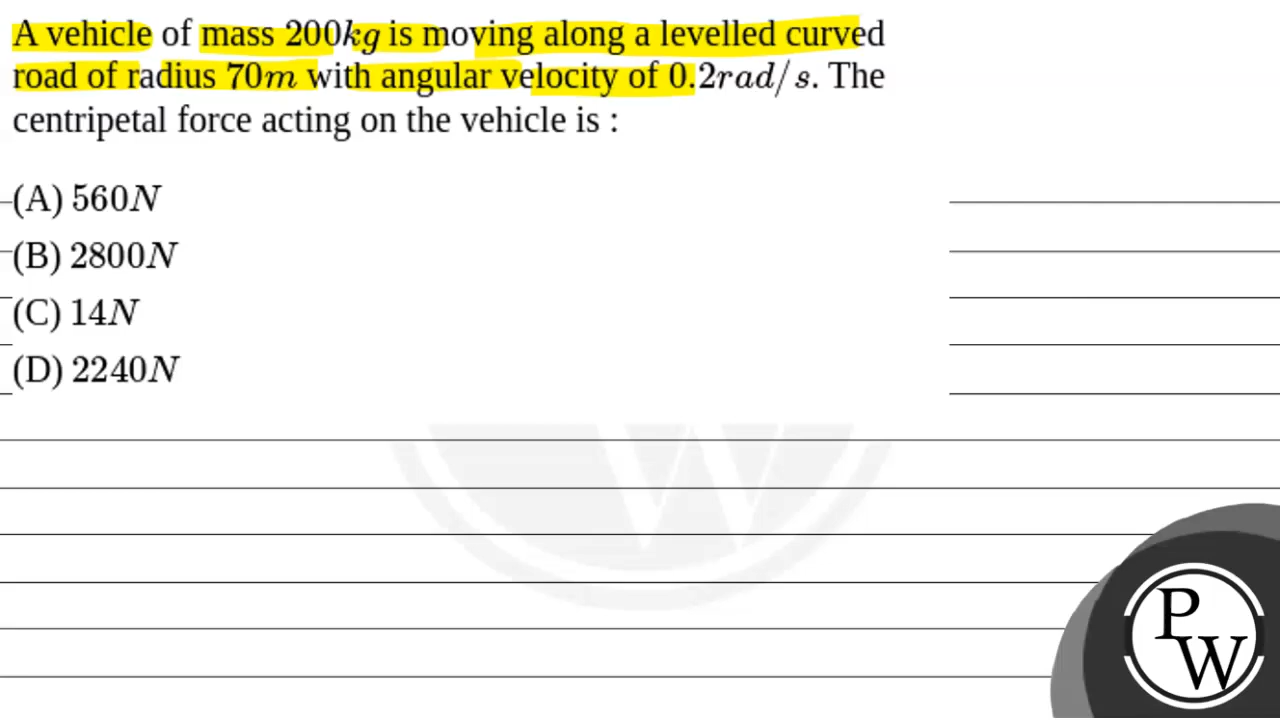 A vehicle of mass 200kg is moving along a levelled curved
road of radius 70m with angular velocity of 0.2rad/s. The
centripetal force acting on the vehicle is :
(A) 560N
(B) 2800N
(C) 14N
(D) 2240N
P
W